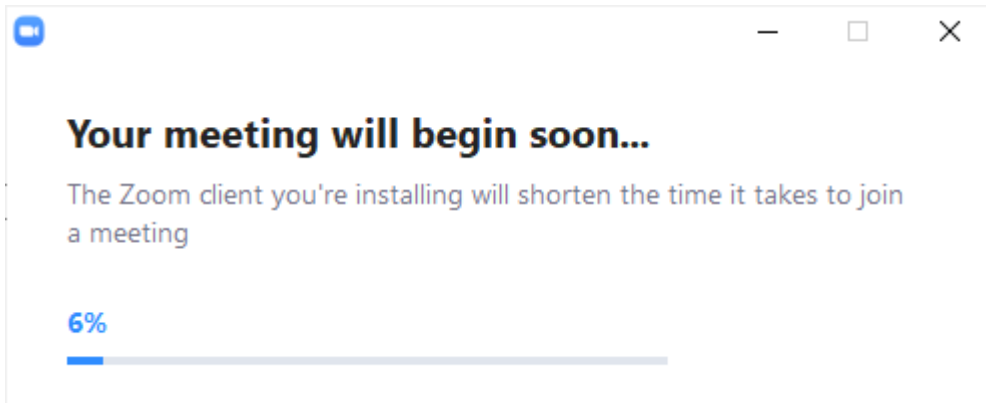 Your meeting will begin soon...
The Zoom client you're installing will shorten the time it takes to join
a meeting
6%